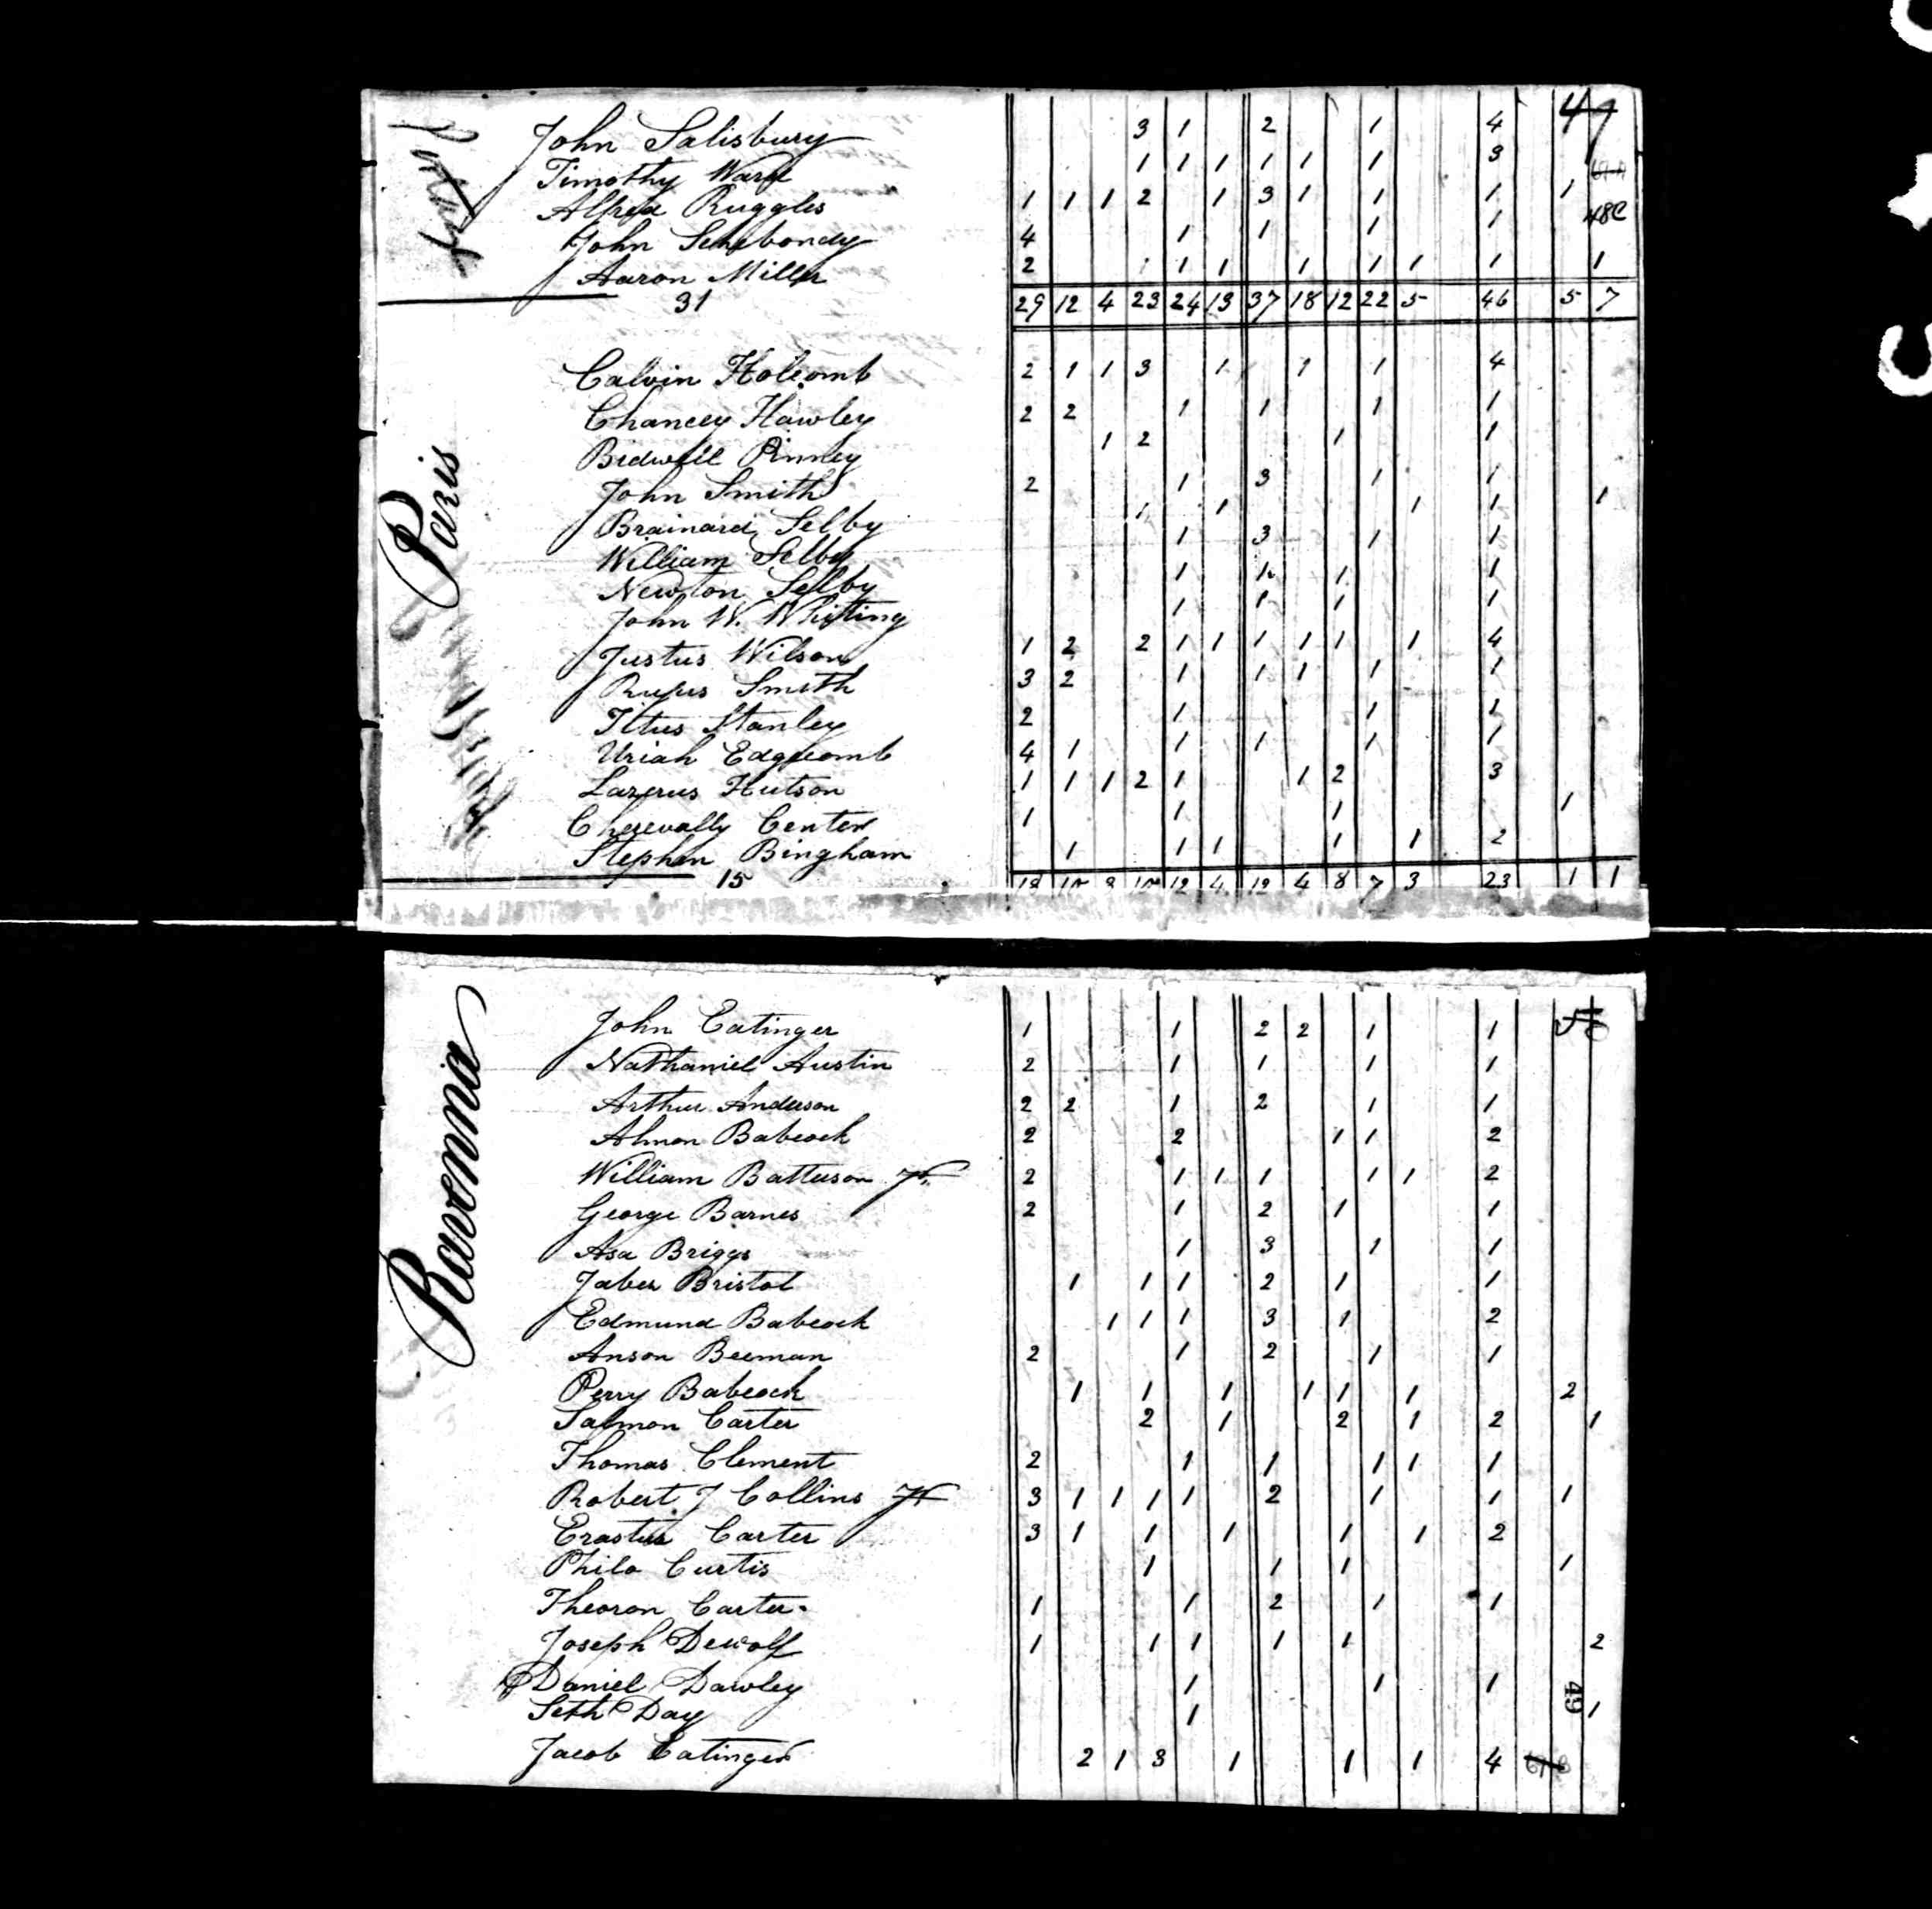 John Salisbury 3 1 2 1 4 47
Timothy Ward 1 1 1 1 1 1 3
Alfred Ruggles 1 1 1 2 1 3 1 1 1 1 48C
John 4 1 1 1 1
Aaron Miller 2 1 1 1 1 1 1 1 1
31 29 12 4 23 24 13 37 18 12 22 5 46 5 7
Paris
Calvin Holcomb 2 1 1 3 1 1 1 4
Chancey Hawley 2 2 1 1 1 1
Bidwell Pinney 1 2 1 1
John Smith 2 1 3 1 1
Brainard Selby 1 1 1 1 1
William Selby 1 3 1 1
Newton Selby 1 1 1 1
John W. Whitting 1 1 1 1
Justus Wilson 1 2 2 1 1 1 1 1 1 4
Rufus Smith 3 2 1 1 1 1 1
Titus Stanley 2 1 1 1
Uriah Edgcomb 4 1 1 1 1 1
Lazerus Hutson 1 1 1 2 1 1 2 3
Center 1 1 1 1
Stephen Bingham 1 1 1 1 1 2
15 18 10 3 10 12 4 12 4 8 7 3 23 1 1
Ravenna
John Eatinger 1 1 2 2 1 1
Nathaniel Austin 2 1 1 1 1
Arthur Anderson 2 2 1 2 1 1
Almon Babcock 2 2 1 1 2
William Batterson 2 1 1 1 1 1 2
George Barnes 2 1 2 1 1
Asa Briggs 1 3 1 1
Jabez Bristol 1 1 1 2 1 1
Edmund Babcock 1 1 1 3 1 2
Anson Beeman 2 1 2 1 1
Perry Babcock 1 1 1 1 1 1 2
Salmon Carter 2 1 2 1 2 1
Thomas Clement 2 1 1 1 1 1
Robert J Collins 3 1 1 1 1 2 1 1 1
Erastus Carter 3 1 1 1 1 1 2
Philo Curtis 1 1 1 1
Theoron Carter 1 1 2 1 1
Joseph Dewolf 1 1 1 1 1 2
Daniel Dawley 1 1 1 49
Seth Day 1 1
Jacob Eatinger 2 1 3 1 1 1 4